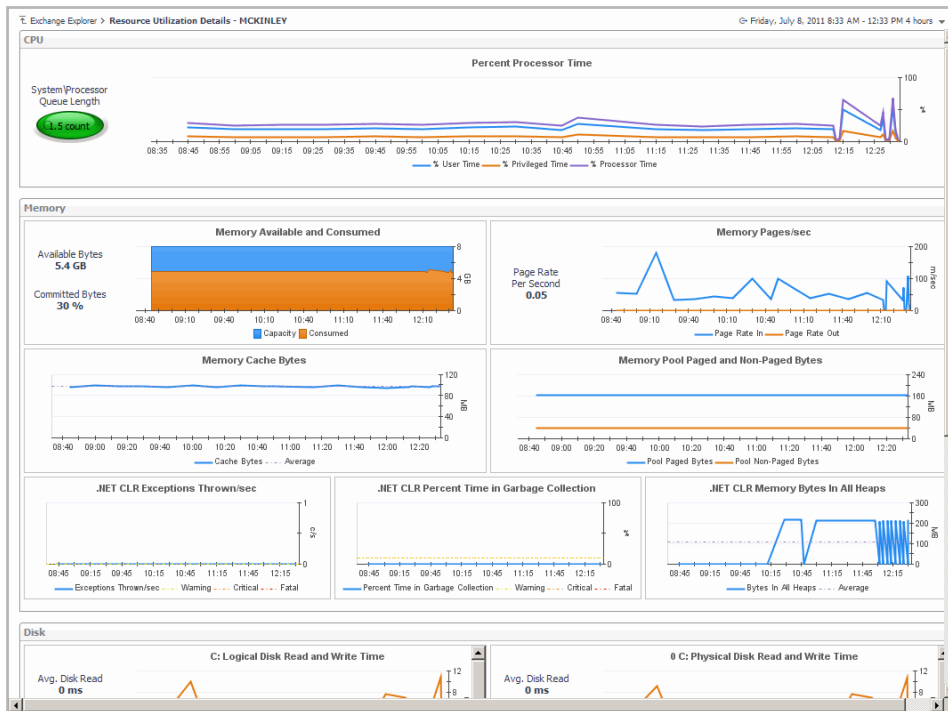 Exchange Explorer > Resource Utilization Details - MCKINLEY
Friday, July 8, 2011 8:33 AM - 12:33 PM 4 hours
CPU
Percent Processor Time
System\Processor
Queue Length
1.5 count
100
%
0
08:35 08:45 08:55 09:05 09:15 09:25 09:35 09:45 09:55 10:05 10:15 10:25 10:35 10:45 10:55 11:05 11:15 11:25 11:35 11:45 11:55 12:05 12:15 12:25
% User Time % Privileged Time % Processor Time
Memory
Memory Available and Consumed
Available Bytes
5.4 GB
Committed Bytes
30 %
8
4
0
GB
08:40 09:10 09:40 10:10 10:40 11:10 11:40 12:10
Capacity Consumed
Memory Pages/sec
Page Rate
Per Second
0.05
200
100
0
m/sec
08:40 09:10 09:40 10:10 10:40 11:10 11:40 12:10
Page Rate In Page Rate Out
Memory Cache Bytes
120
80
40
0
MB
08:40 09:00 09:20 09:40 10:00 10:20 10:40 11:00 11:20 11:40 12:00 12:20
Cache Bytes Average
Memory Pool Paged and Non-Paged Bytes
240
160
80
0
MB
08:40 09:00 09:20 09:40 10:00 10:20 10:40 11:00 11:20 11:40 12:00 12:20
Pool Paged Bytes Pool Non-Paged Bytes
.NET CLR Exceptions Thrown/sec
1
0
c/s
08:45 09:15 09:45 10:15 10:45 11:15 11:45 12:15
Exceptions Thrown/sec Warning Critical Fatal
.NET CLR Percent Time in Garbage Collection
100
%
0
08:45 09:15 09:45 10:15 10:45 11:15 11:45 12:15
Percent Time in Garbage Collection Warning Critical Fatal
.NET CLR Memory Bytes In All Heaps
300
200
100
0
MB
08:45 09:15 09:45 10:15 10:45 11:15 11:45 12:15
Bytes In All Heaps Average
Disk
C: Logical Disk Read and Write Time
Avg. Disk Read
0 ms
12
8
0 C: Physical Disk Read and Write Time
Avg. Disk Read
0 ms
12
8